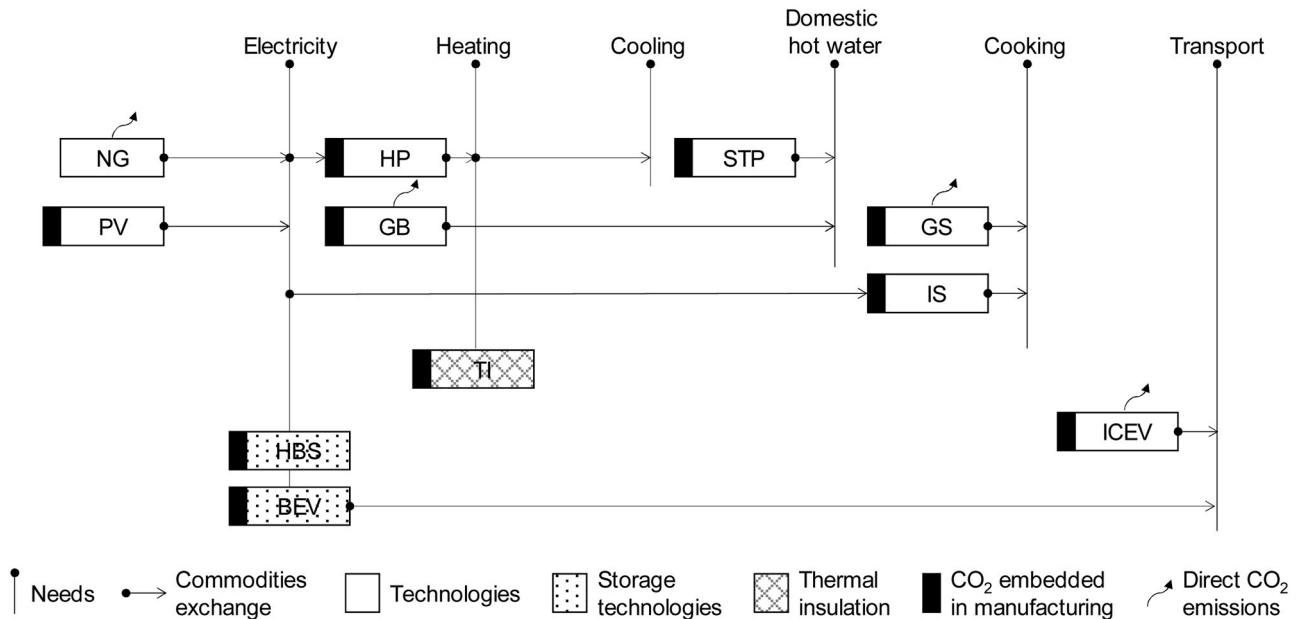 Electricity
Heating
Cooling
Domestic
hot water
Cooking
Transport
NG
HP
STP
PV
GB
GS
IS
TI
ICEV
HBS
BEV
Needs
Commodities
exchange
Technologies
Storage
technologies
Thermal
insulation
CO₂ embedded
in manufacturing
Direct CO₂
emissions